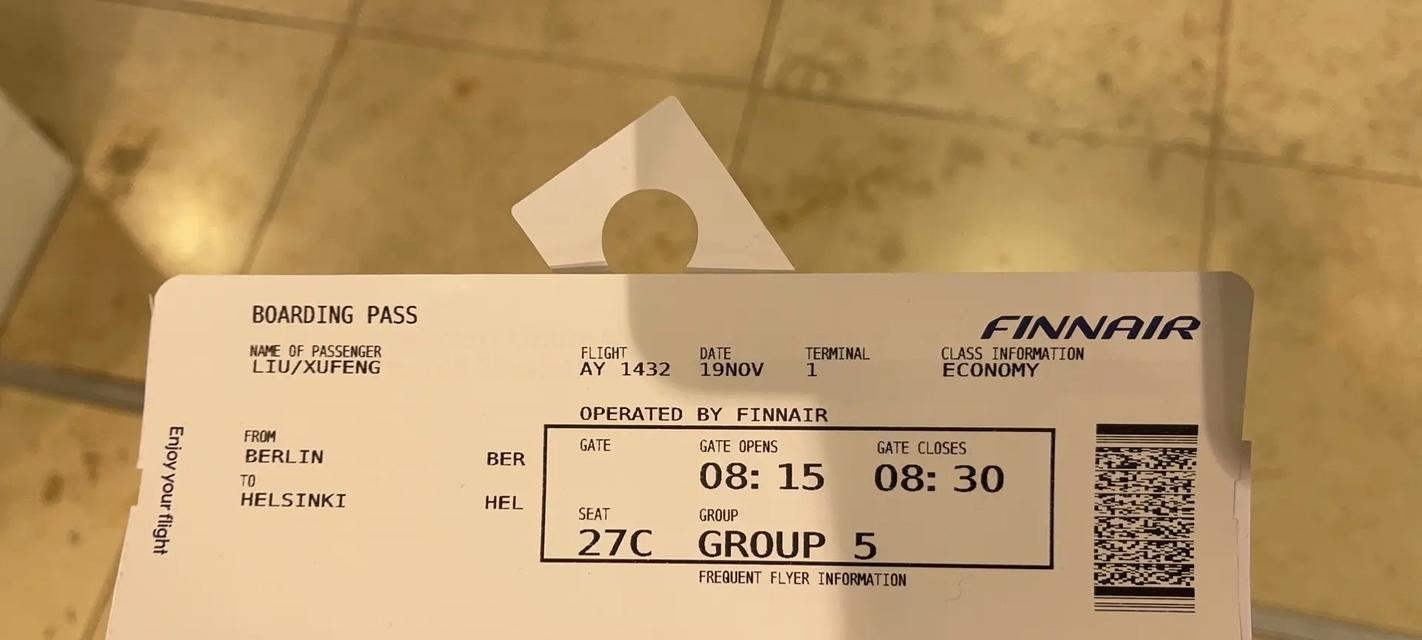 BOARDING PASS
FINNAIR
NAME OF PASSENGER FLIGHT DATE TERMINAL CLASS INFORMATION
LIU/XUFENG AY 1432 19NOV 1 ECONOMY
OPERATED BY FINNAIR
FROM GATE GATE OPENS GATE CLOSES
BERLIN BER 08: 15 08: 30
TO
HELSINKI HEL
SEAT GROUP
27C GROUP 5
FREQUENT FLYER INFORMATION
Enjoy your flight